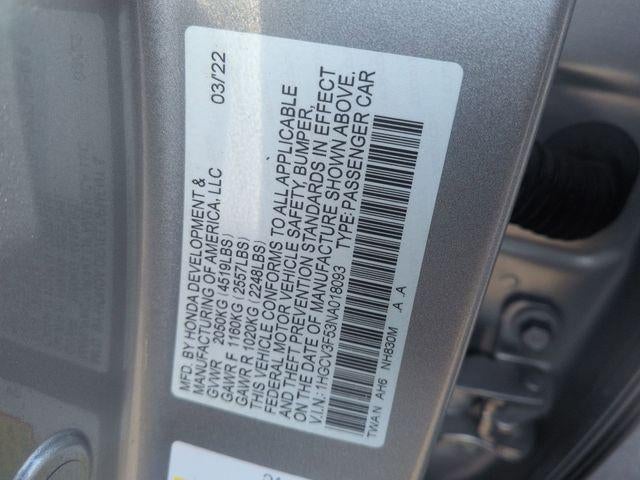 MFD. BY HONDA DEVELOPMENT & 03/'22
MANUFACTURING OF AMERICA, LLC
GVWR 2050KG (4519LBS)
GAWR F 1160KG (2557LBS)
GAWR R 1020KG (2248LBS)
THIS VEHICLE CONFORMS TO ALL APPLICABLE
FEDERAL MOTOR VEHICLE SAFETY, BUMPER,
AND THEFT PREVENTION STANDARDS IN EFFECT
ON THE DATE OF MANUFACTURE SHOWN ABOVE.
V.I.N.: 1HGCV3F53NA018093 TYPE: PASSENGER CAR
TWAN AH6 NH830M A A